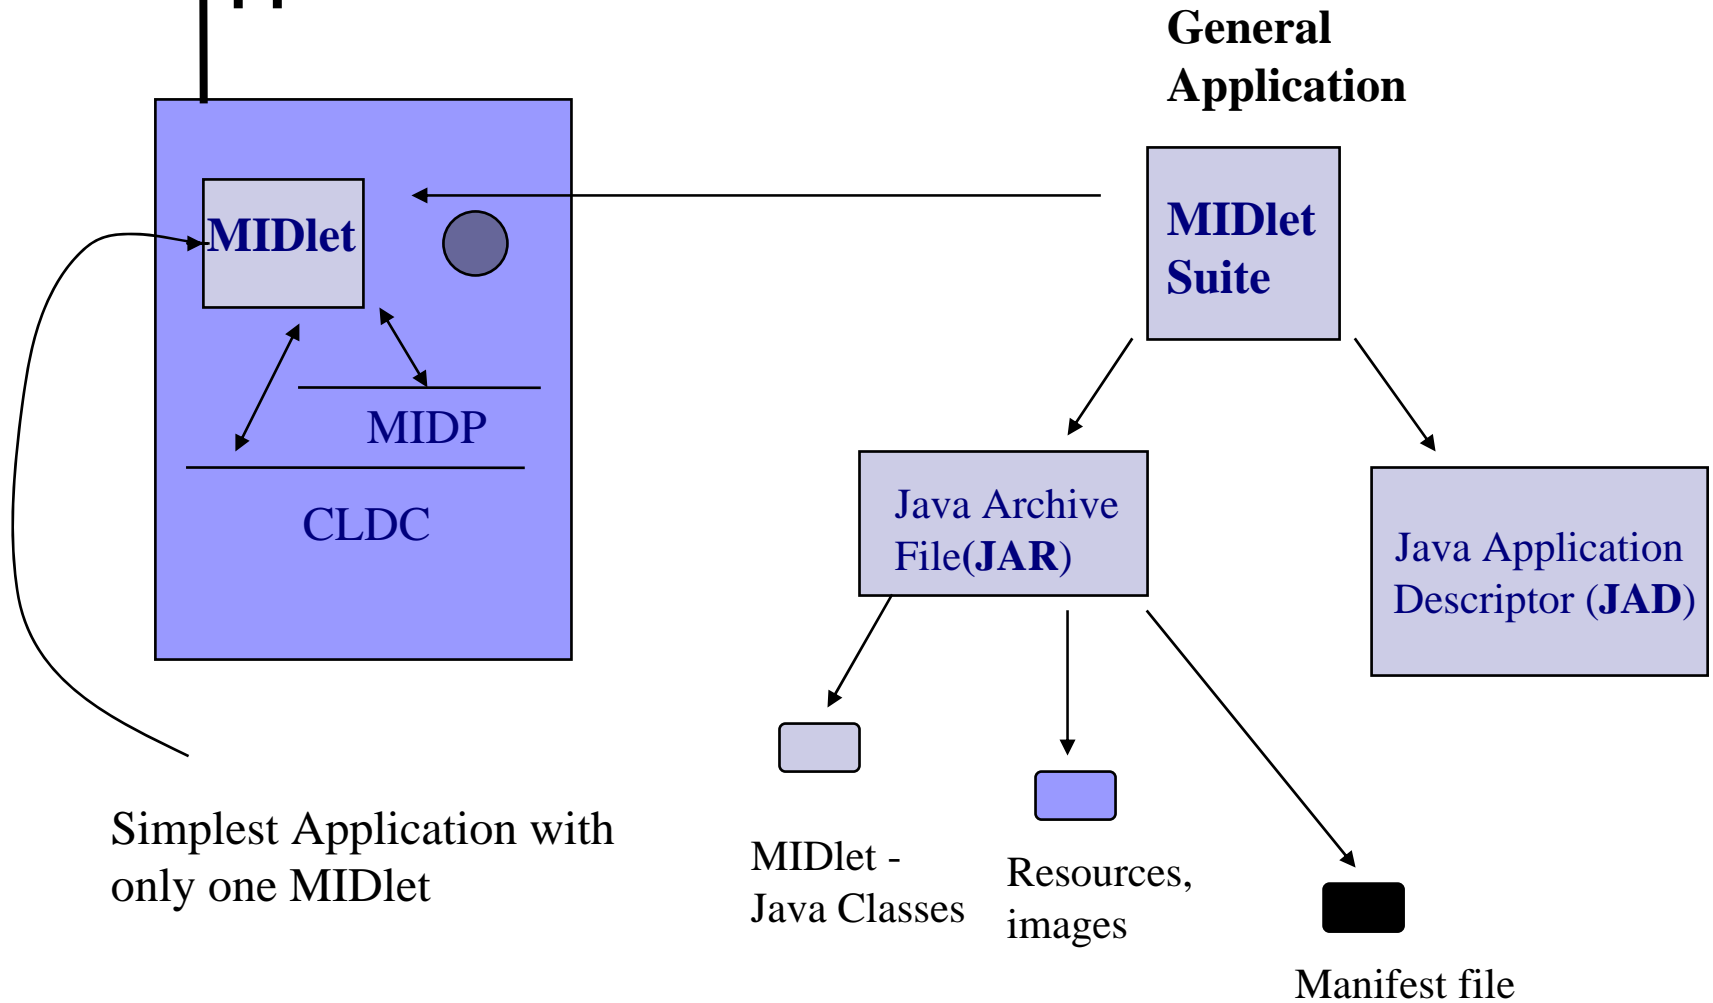 General
Application
MIDlet
MIDlet
Suite
MIDP
CLDC
Java Archive
File(JAR)
Java Application
Descriptor (JAD)
Simplest Application with
only one MIDlet
MIDlet -
Java Classes
Resources,
images
Manifest file